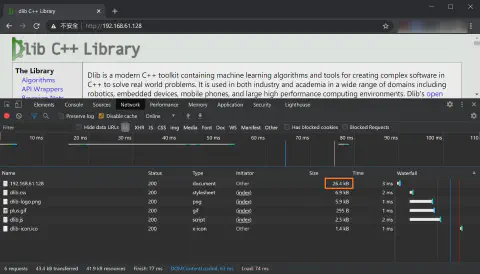 dlib C++ Library
不安全 | http://192.168.61.128
Dlib C++ Library
The Library
Algorithms
API Wrappers
Dlib is a modern C++ toolkit containing machine learning algorithms and tools for creating complex software in
C++ to solve real world problems. It is used in both industry and academia in a wide range of domains including
robotics, embedded devices, mobile phones, and large high performance computing environments. Dlib's open
Elements Console Sources Network Performance Memory Application Security Lighthouse
Preserve log Disable cache Online
Filter Hide data URLs All XHR JS CSS Img Media Font Doc WS Manifest Other Has blocked cookies Blocked Requests
10 ms 20 ms 30 ms 40 ms 50 ms 60 ms 70 ms 80 ms 90 ms 100 ms 110 ms
Name Status Type Initiator Size Time Waterfall
192.168.61.128 200 document Other 26.4 kB 3 ms
dlib.css 200 stylesheet (index) 6.9 kB 2 ms
dlib-logo.png 200 png (index) 5.9 kB 1 ms
plus.gif 200 gif (index) 295 B 1 ms
dlib.js 200 script (index) 2.3 kB 2 ms
dlib-icon.ico 200 x-icon Other 1.4 kB 1 ms
6 requests 43.4 kB transferred 41.9 kB resources Finish: 77 ms DOMContentLoaded: 61 ms Load: 74 ms